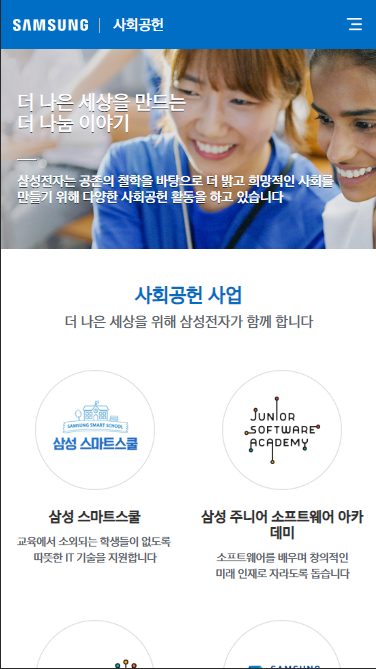 SAMSUNG 사회공헌
더 나은 세상을 만드는
더 나눔 이야기
삼성전자는 공존의 철학을 바탕으로 더 밝고 희망적인 사회를
만들기 위해 다양한 사회공헌 활동을 하고 있습니다
사회공헌 사업
더 나은 세상을 위해 삼성전자가 함께 합니다
SAMSUNG SMART SCHOOL
삼성 스마트스쿨
JUNIOR
SOFTWARE
ACADEMY
삼성 스마트스쿨
교육에서 소외되는 학생들이 없도록
따뜻한 IT 기술을 지원합니다
삼성 주니어 소프트웨어 아카
데미
소프트웨어를 배우며 창의적인
미래 인재로 자라도록 돕습니다
SAMSUNG